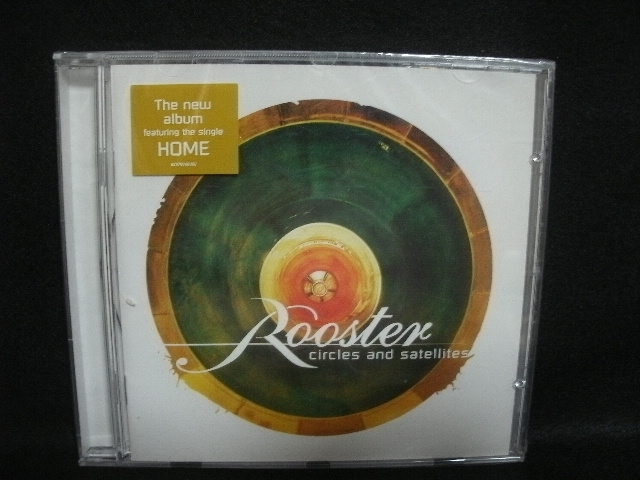 The new
album
featuring the single
HOME
Rooster
circles and satellites